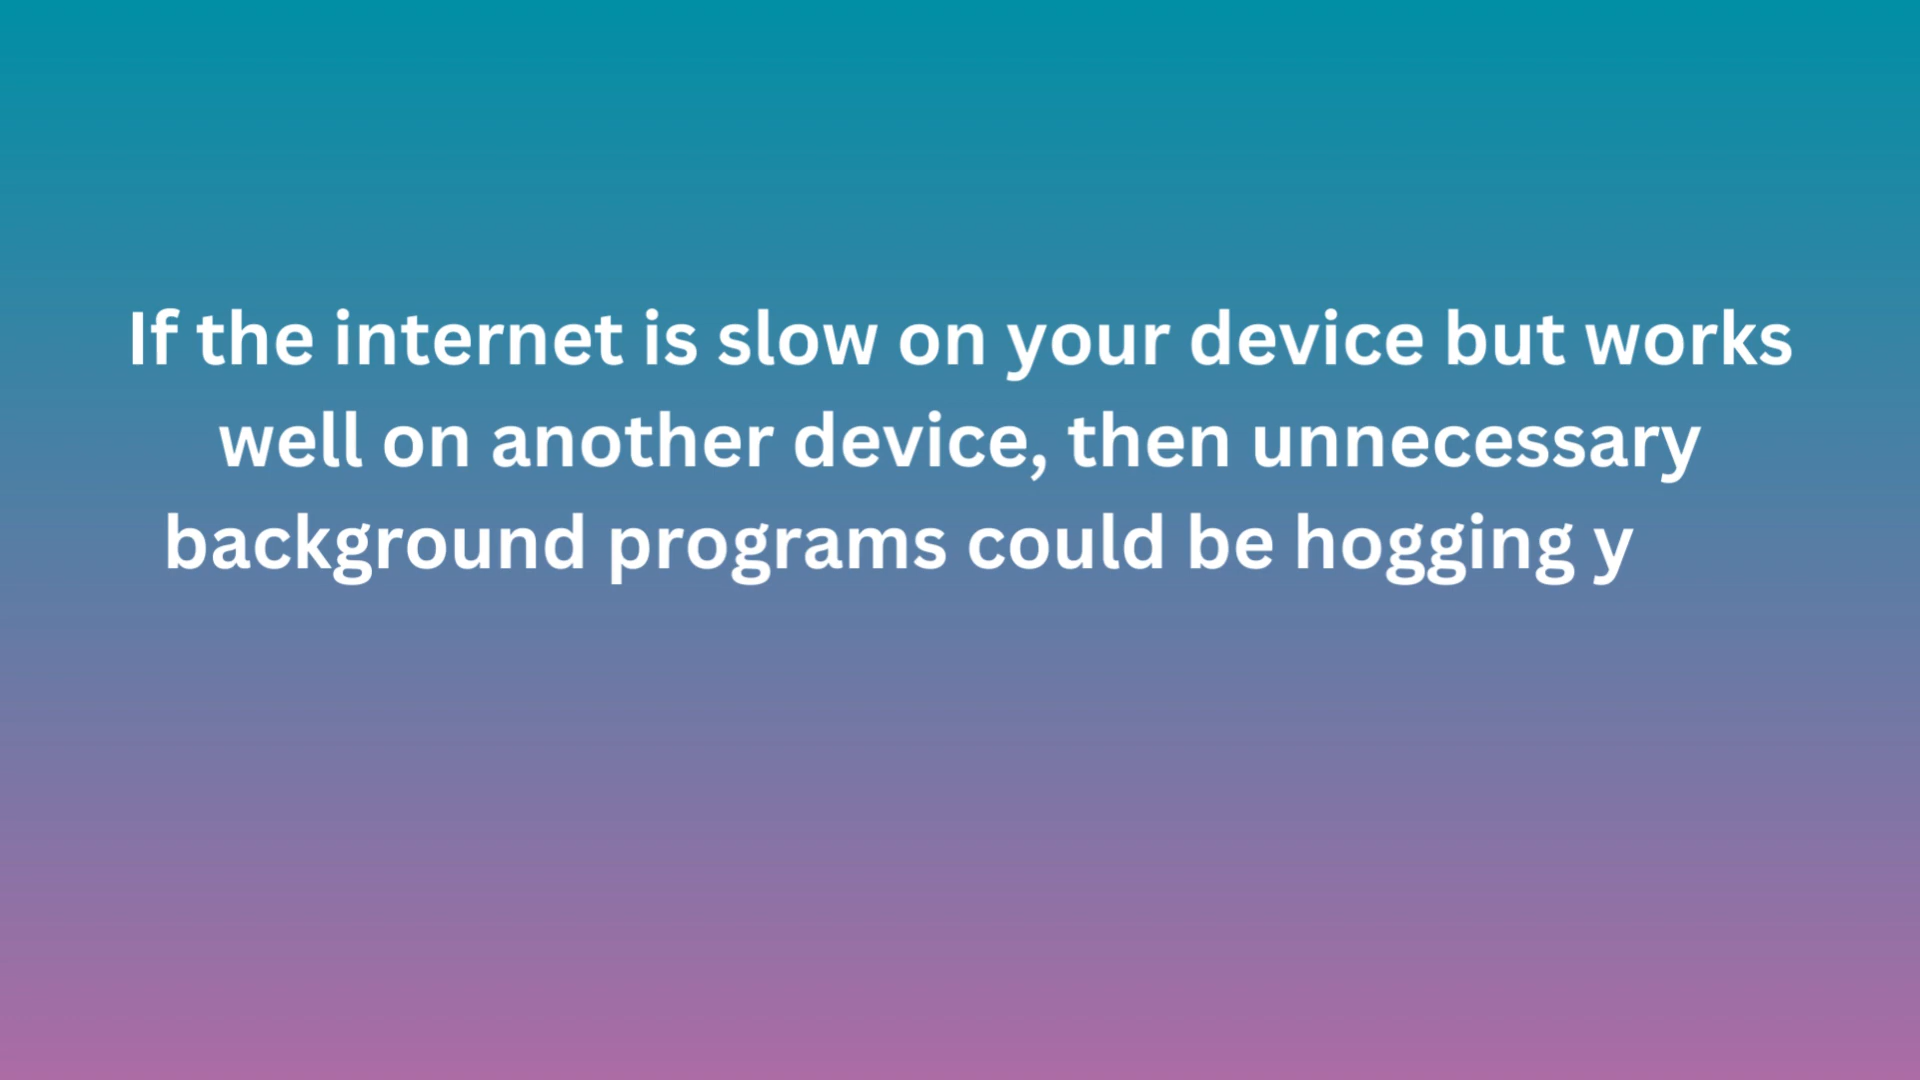 If the internet is slow on your device but works
well on another device, then unnecessary
background programs could be hogging y